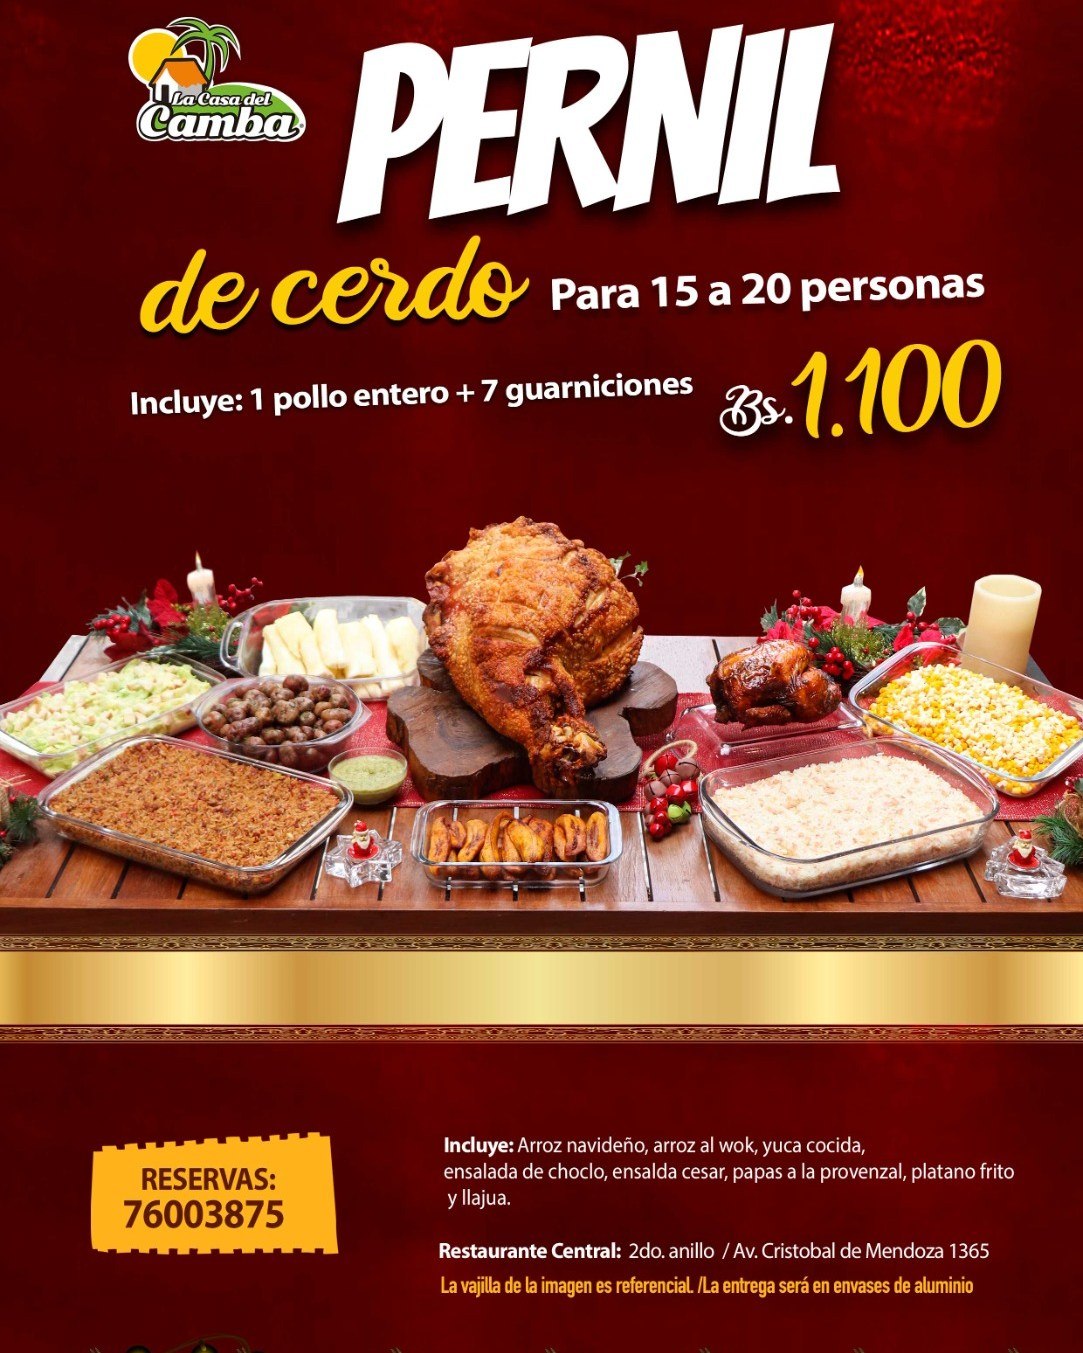 La Casa del
Camba
PERNIL
de cerdo
Para 15 a 20 personas
Incluye: 1 pollo entero + 7 guarniciones
Bs. 1.100
RESERVAS:
76003875
Incluye: Arroz navideño, arroz al wok, yuca cocida,
ensalada de choclo, ensalda cesar, papas a la provenzal, platano frito
y llajua.
Restaurante Central: 2do. anillo / Av. Cristobal de Mendoza 1365
La vajilla de la imagen es referencial. /La entrega será en envases de aluminio